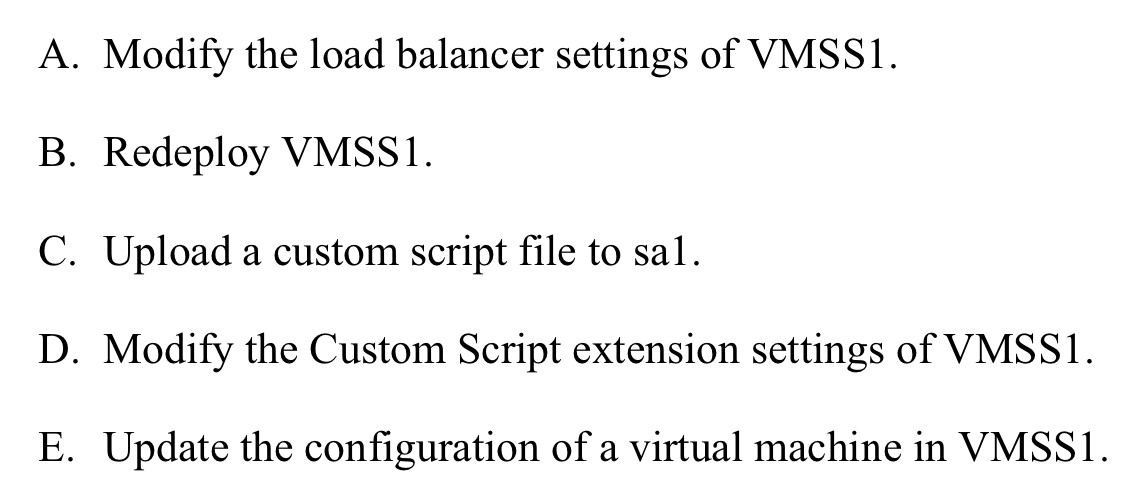 A. Modify the load balancer settings of VMSS1.
B. Redeploy VMSS1.
C. Upload a custom script file to sa1.
D. Modify the Custom Script extension settings of VMSS1.
E. Update the configuration of a virtual machine in VMSS1.